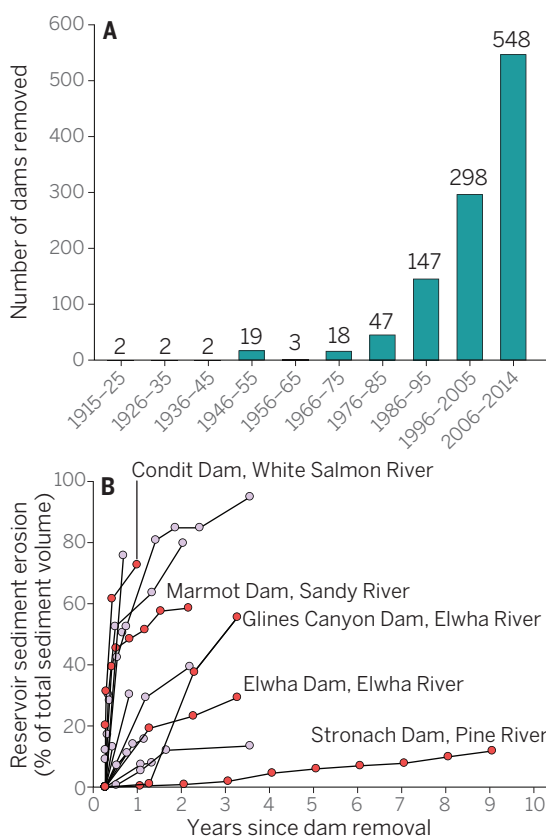 A
Number of dams removed
600
500
400
300
200
100
0
2
2
2
19
3
18
47
147
298
548
1915–25
1926–35
1936–45
1946–55
1956–65
1966–75
1976–85
1986–95
1996–2005
2006–2014
B
Reservoir sediment erosion
(% of total sediment volume)
100
80
60
40
20
0
Condit Dam, White Salmon River
Marmot Dam, Sandy River
Glines Canyon Dam, Elwha River
Elwha Dam, Elwha River
Stronach Dam, Pine River
0 1 2 3 4 5 6 7 8 9 10
Years since dam removal